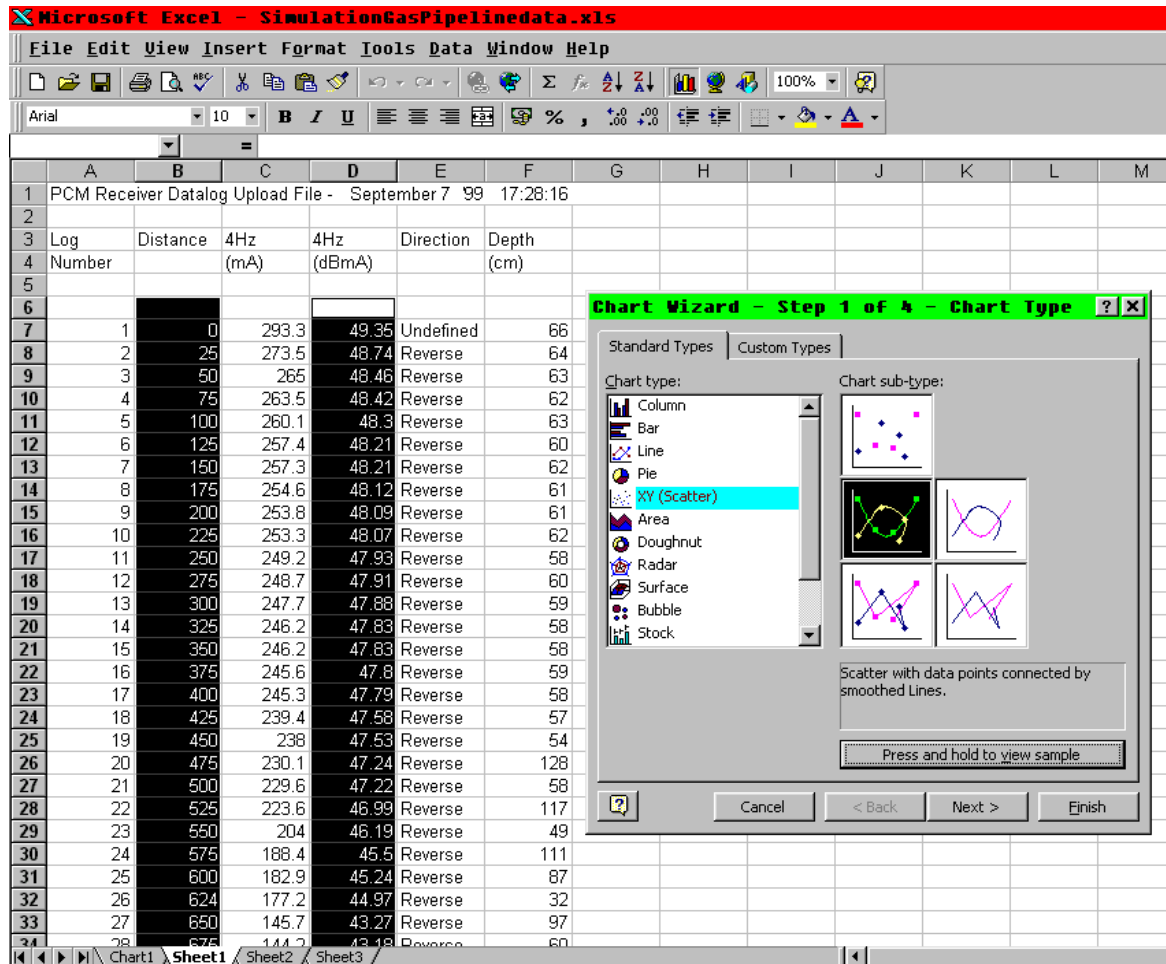 Microsoft Excel - SimulationGasPipelinedata.xls
File Edit View Insert Format Tools Data Window Help
100%
Arial 10 B I U % ,
=
A B C D E F G H I J K L M
1 PCM Receiver Datalog Upload File - September 7 '99 17:28:16
2
3 Log Distance 4Hz 4Hz Direction Depth
4 Number (mA) (dBmA) (cm)
5
6
7 1 0 293.3 49.35 Undefined 66
8 2 25 273.5 48.74 Reverse 64
9 3 50 265 48.46 Reverse 63
10 4 75 263.5 48.42 Reverse 62
11 5 100 260.1 48.3 Reverse 63
12 6 125 257.4 48.21 Reverse 60
13 7 150 257.3 48.21 Reverse 62
14 8 175 254.6 48.12 Reverse 61
15 9 200 253.8 48.09 Reverse 61
16 10 225 253.3 48.07 Reverse 62
17 11 250 249.2 47.93 Reverse 58
18 12 275 248.7 47.91 Reverse 60
19 13 300 247.7 47.88 Reverse 59
20 14 325 246.2 47.83 Reverse 58
21 15 350 246.2 47.83 Reverse 58
22 16 375 245.6 47.8 Reverse 59
23 17 400 245.3 47.79 Reverse 58
24 18 425 239.4 47.58 Reverse 57
25 19 450 238 47.53 Reverse 54
26 20 475 230.1 47.24 Reverse 128
27 21 500 229.6 47.22 Reverse 58
28 22 525 223.6 46.99 Reverse 117
29 23 550 204 46.19 Reverse 49
30 24 575 188.4 45.5 Reverse 111
31 25 600 182.9 45.24 Reverse 87
32 26 624 177.2 44.97 Reverse 32
33 27 650 145.7 43.27 Reverse 97
34 28 675 144.2 43.18 Reverse 60
Chart1 Sheet1 Sheet2 Sheet3
Chart Wizard - Step 1 of 4 - Chart Type
Standard Types Custom Types
Chart type:
Column
Bar
Line
Pie
XY (Scatter)
Area
Doughnut
Radar
Surface
Bubble
Stock
Chart sub-type:
Scatter with data points connected by
smoothed Lines.
Press and hold to view sample
Cancel < Back Next > Finish